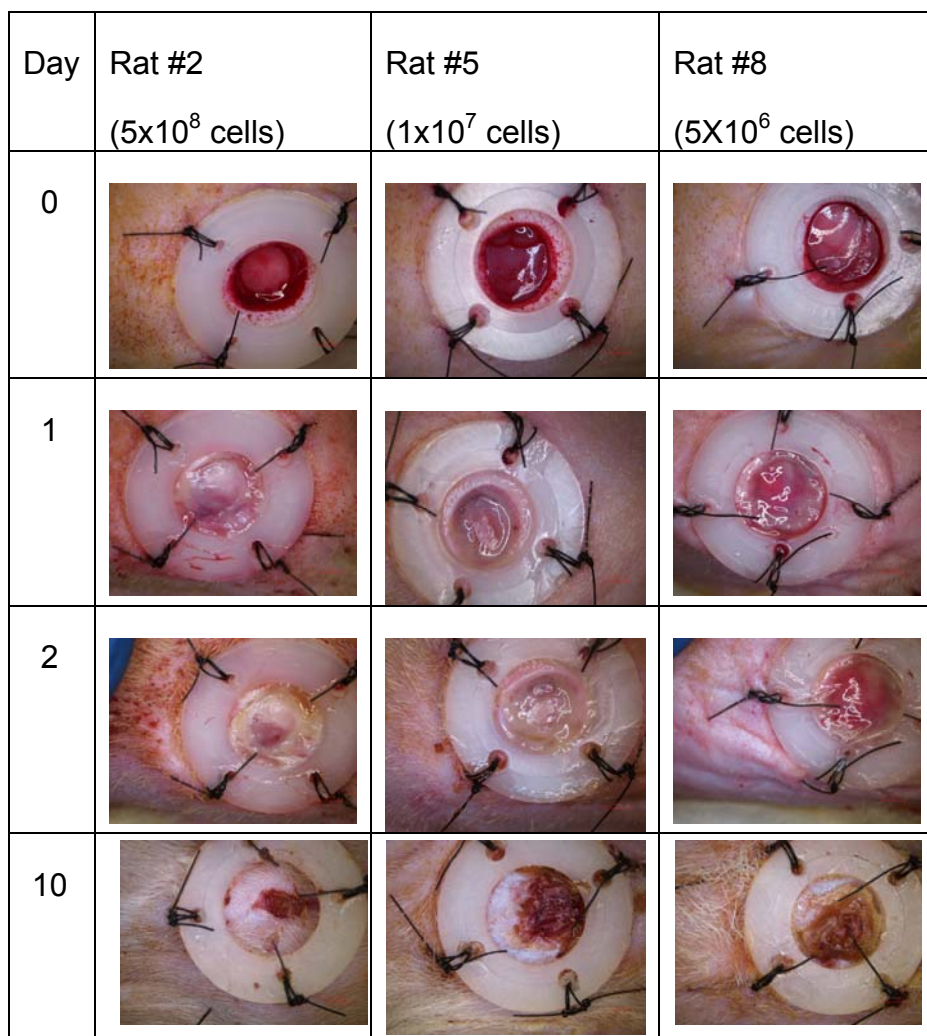 Day Rat #2 Rat #5 Rat #8
(5x10⁸ cells) (1x10⁷ cells) (5X10⁶ cells)
0
1
2
10